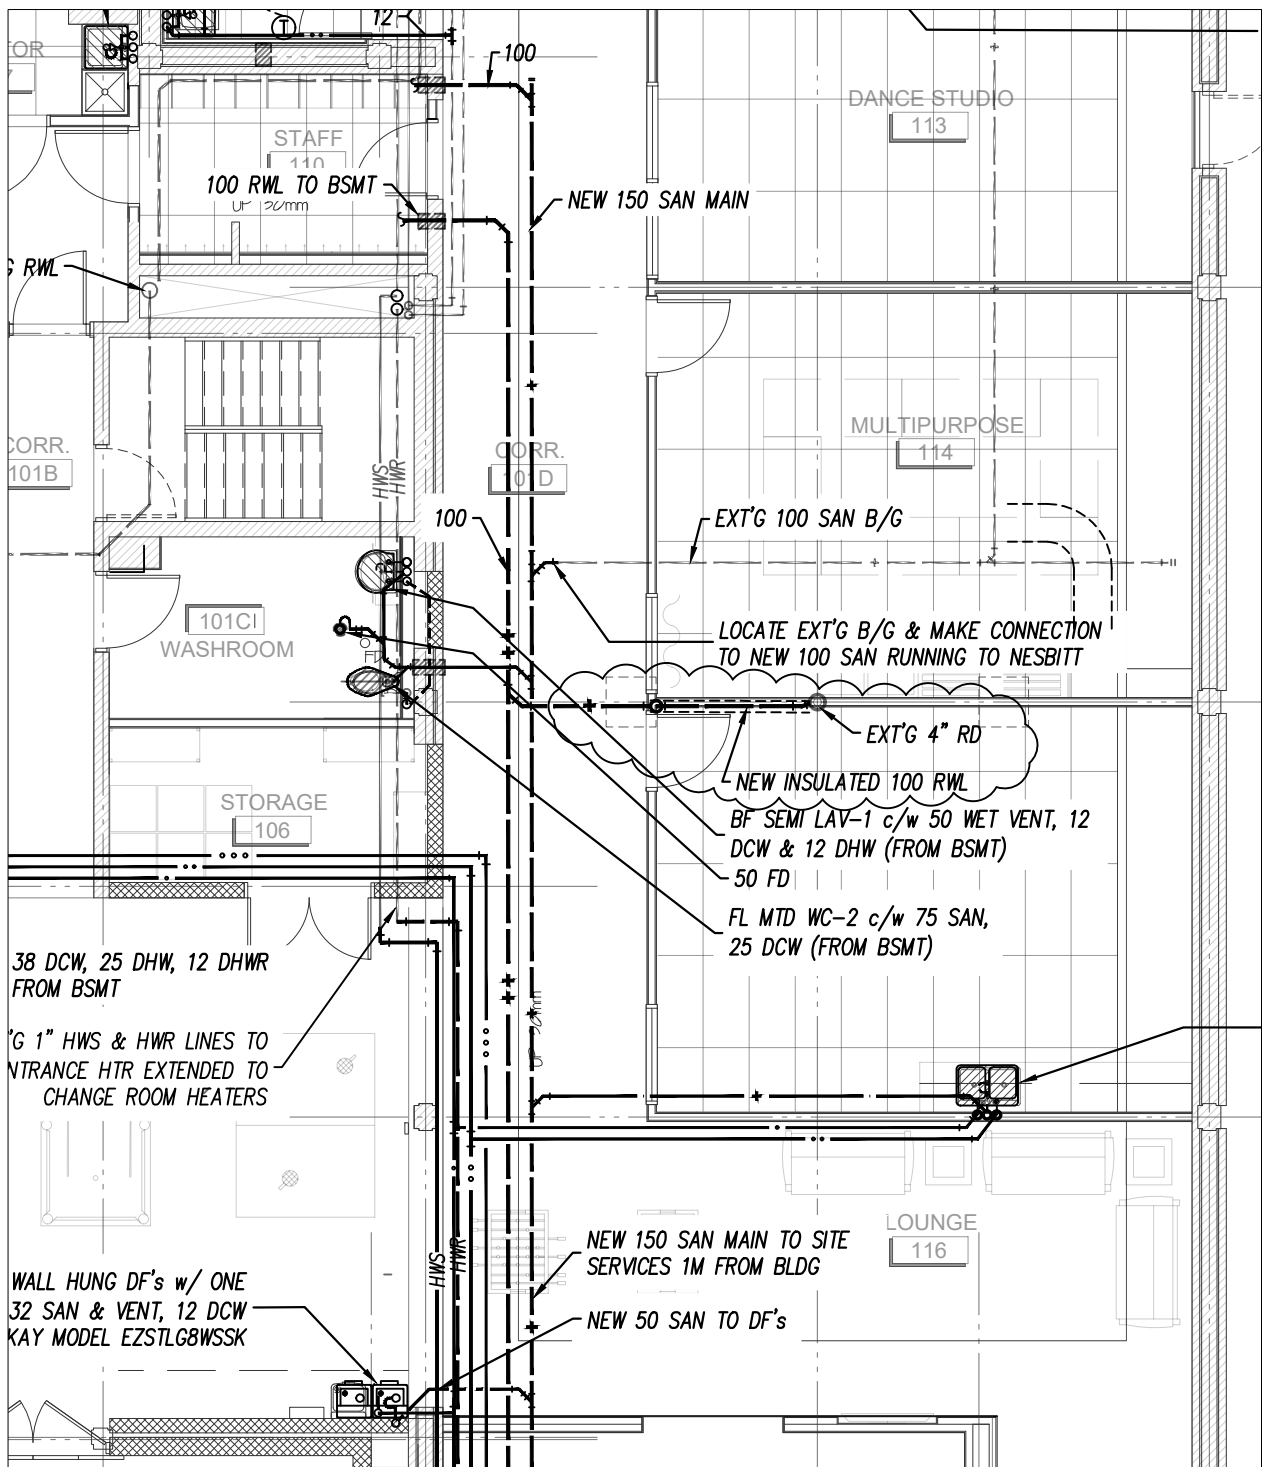 12
100
DANCE STUDIO
113
STAFF
110
100 RWL TO BSMT
UP 50mm
NEW 150 SAN MAIN
RWL
MULTIPURPOSE
114
CORR.
101B
CORR.
101D
HWS
HWR
100
EXT'G 100 SAN B/G
101C
WASHROOM
LOCATE EXT'G B/G & MAKE CONNECTION
TO NEW 100 SAN RUNNING TO NESBITT
EXT'G 4" RD
NEW INSULATED 100 RWL
STORAGE
106
BF SEMI LAV-1 c/w 50 WET VENT, 12
DCW & 12 DHW (FROM BSMT)
50 FD
FL MTD WC-2 c/w 75 SAN,
25 DCW (FROM BSMT)
38 DCW, 25 DHW, 12 DHWR
FROM BSMT
'G 1" HWS & HWR LINES TO
NTRANCE HTR EXTENDED TO
CHANGE ROOM HEATERS
UP 50mm
LOUNGE
116
HWS
HWR
NEW 150 SAN MAIN TO SITE
SERVICES 1M FROM BLDG
NEW 50 SAN TO DF's
WALL HUNG DF's w/ ONE
32 SAN & VENT, 12 DCW
KAY MODEL EZSTLG8WSSK